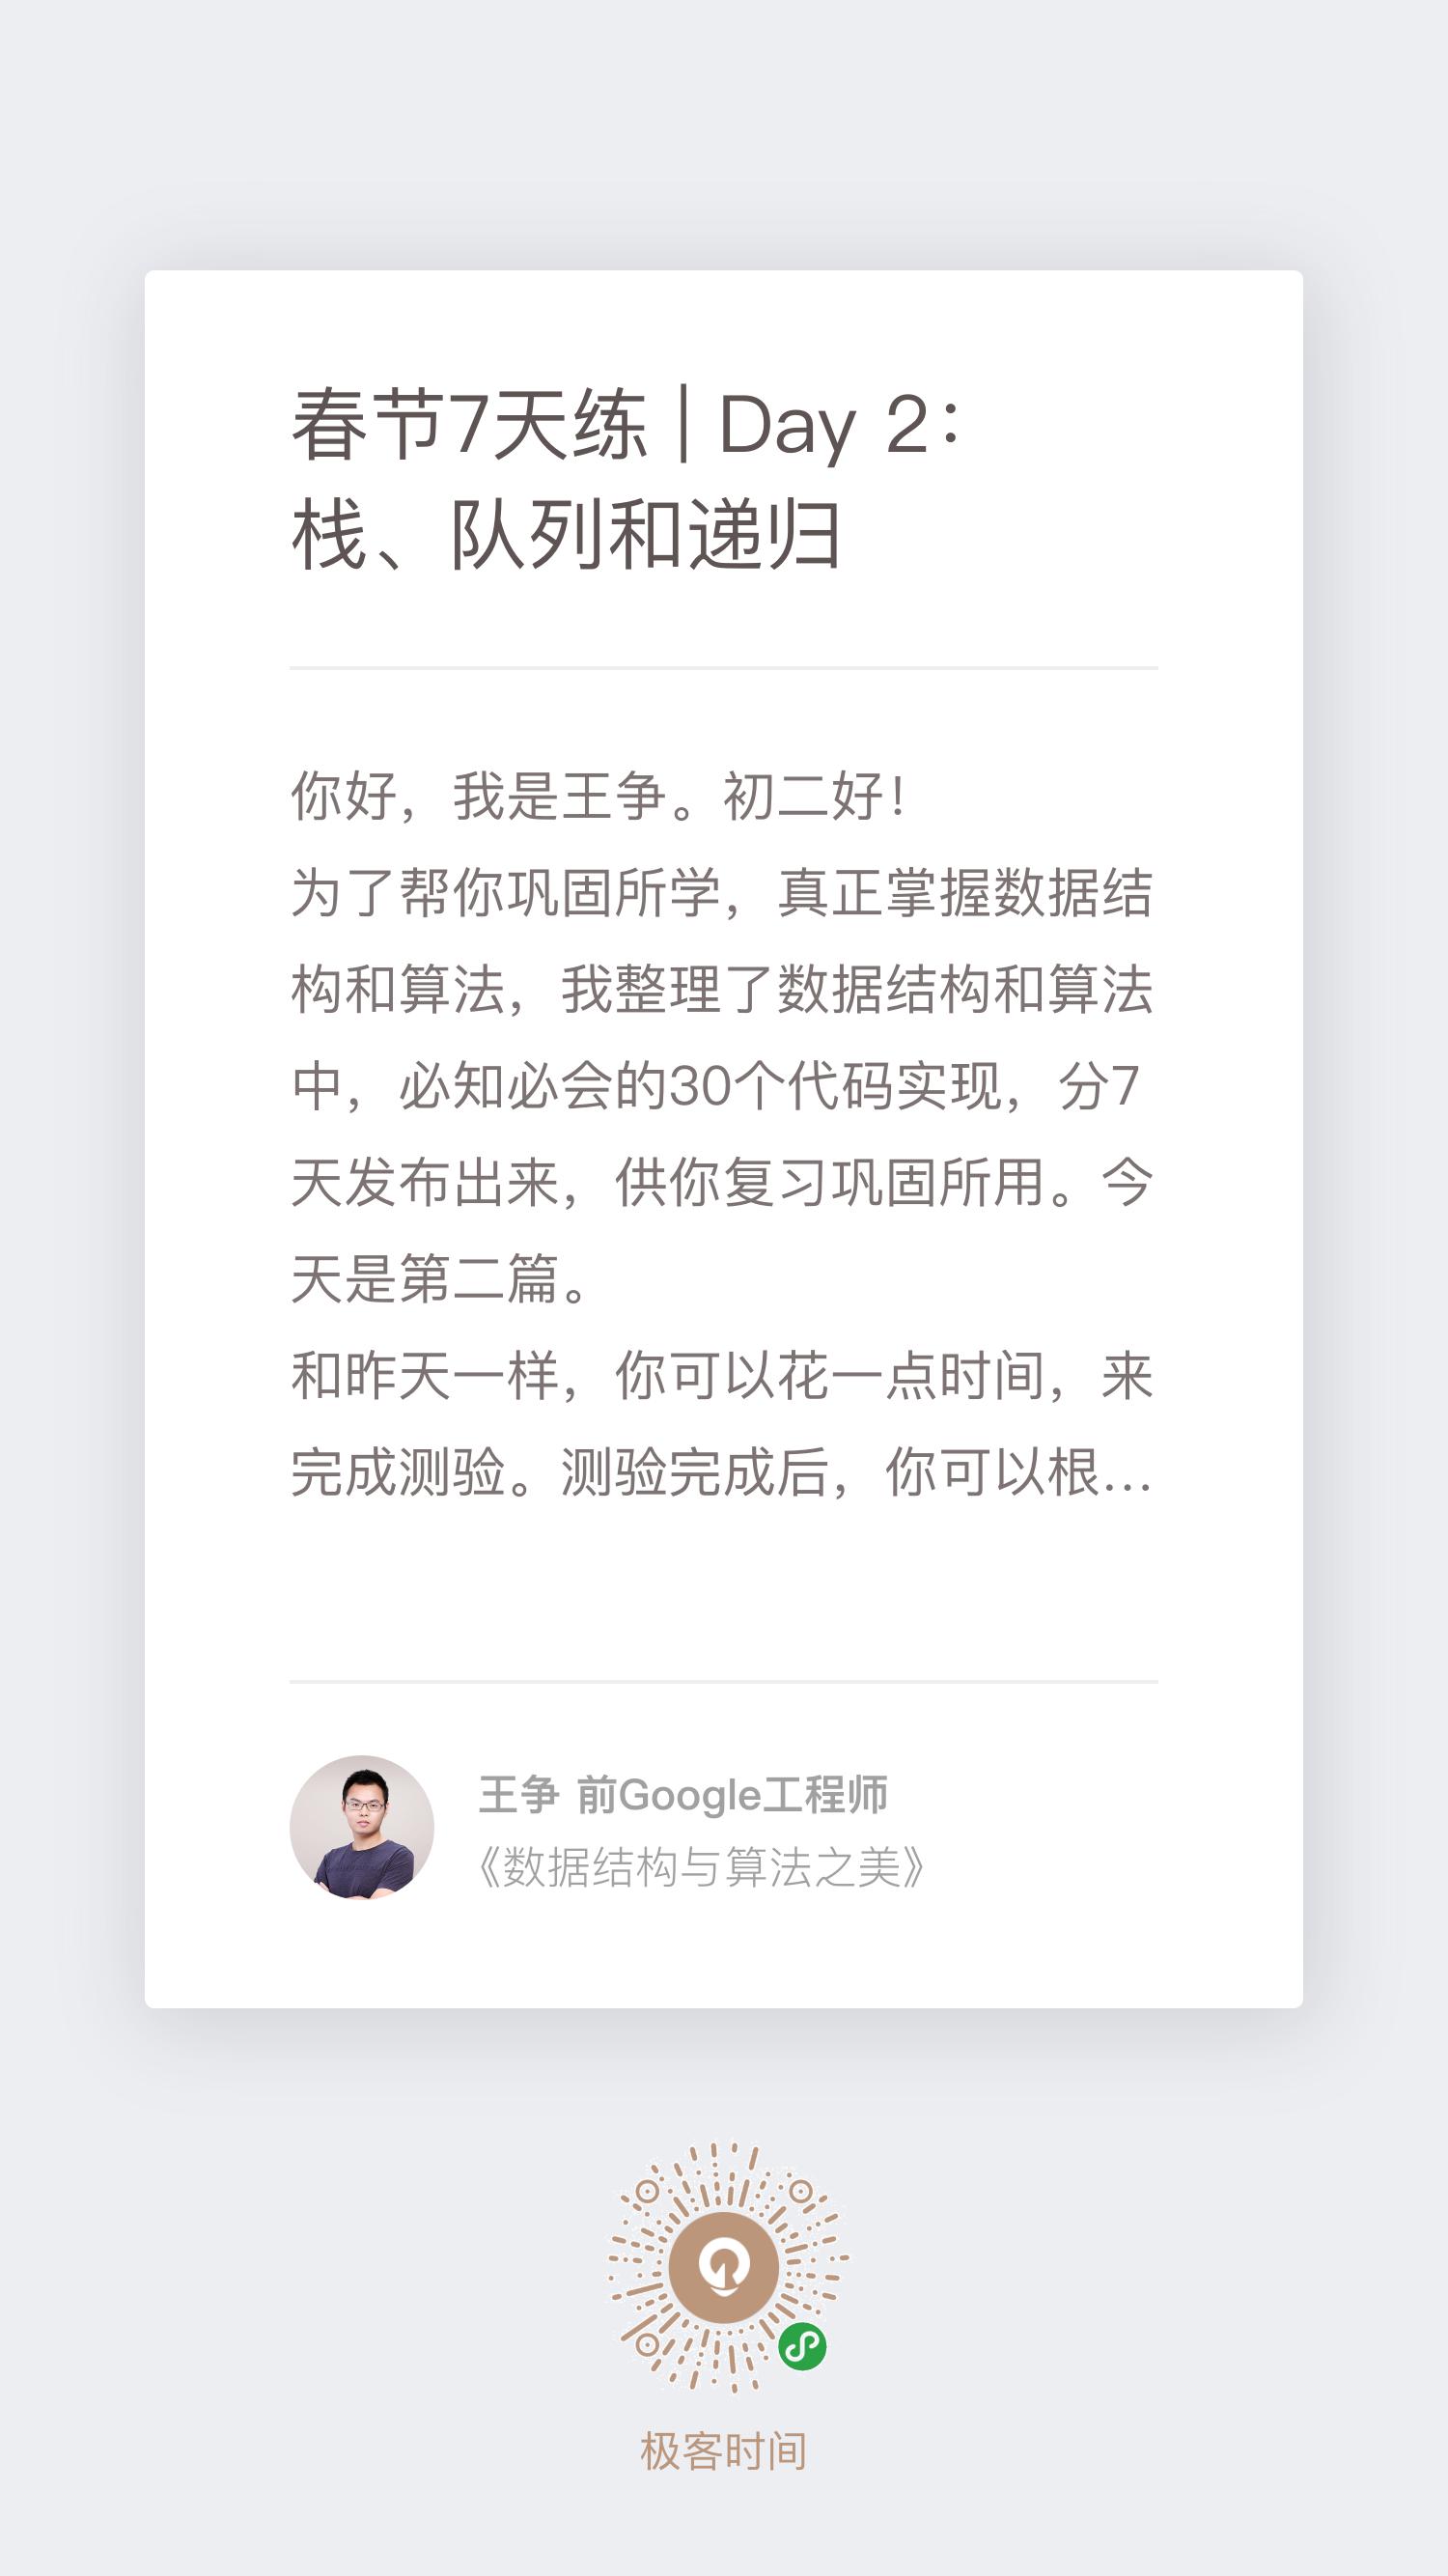 春节7天练 | Day 2：
栈、队列和递归
你好，我是王争。初二好！
为了帮你巩固所学，真正掌握数据结
构和算法，我整理了数据结构和算法
中，必知必会的30个代码实现，分7
天发布出来，供你复习巩固所用。今
天是第二篇。
和昨天一样，你可以花一点时间，来
完成测验。测验完成后，你可以根...
王争 前Google工程师
《数据结构与算法之美》
极客时间